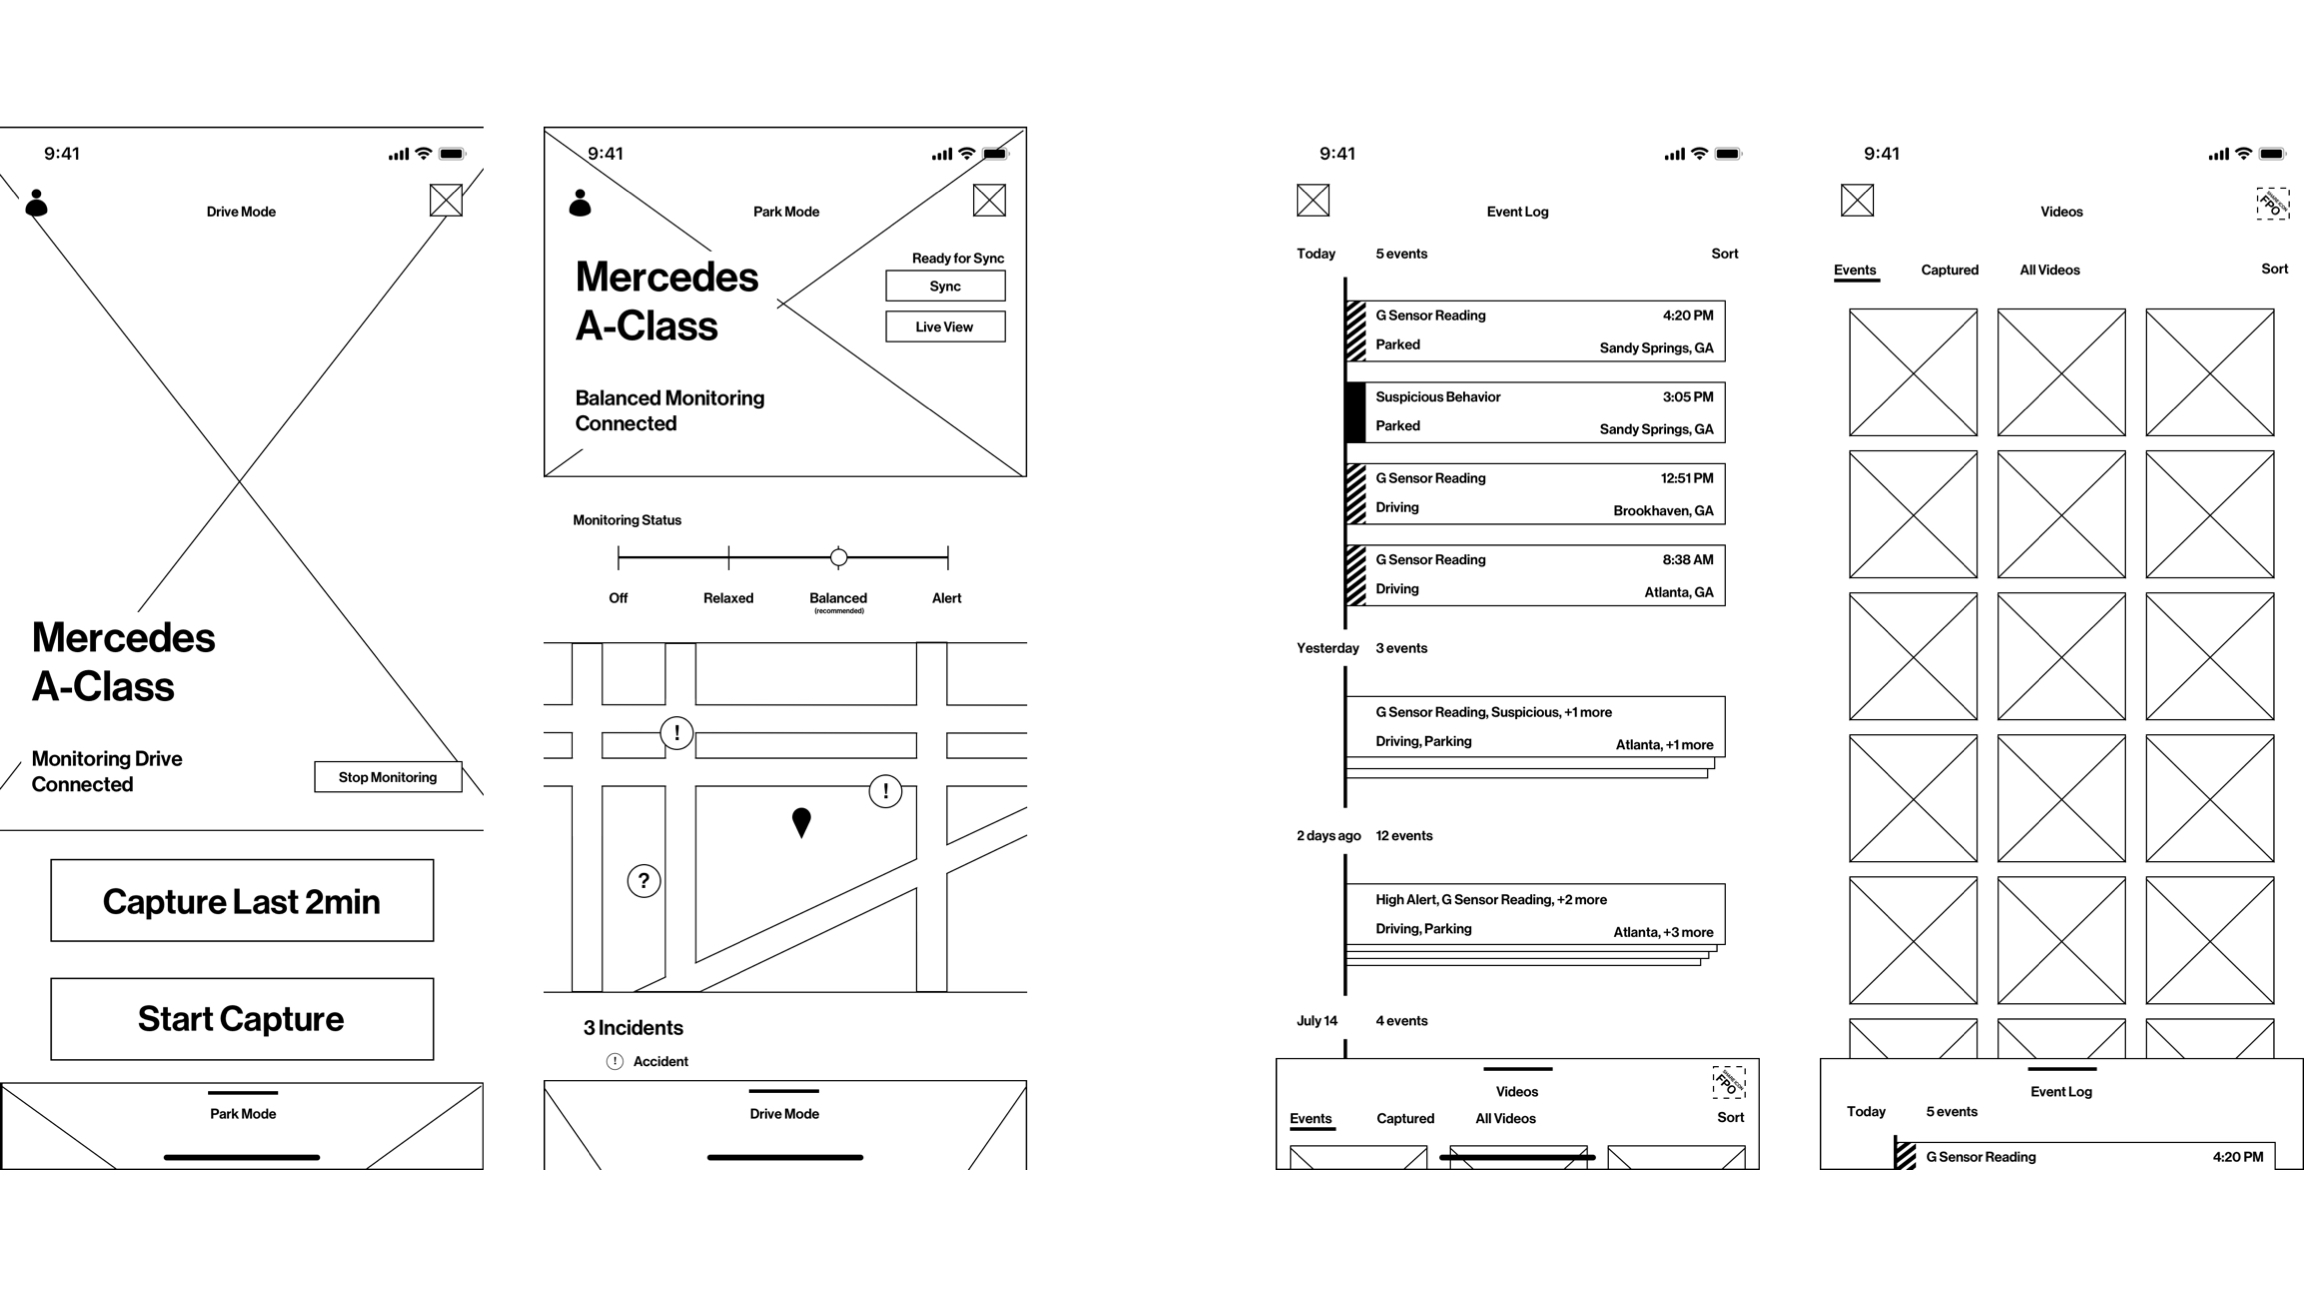 9:41
Drive Mode
Mercedes
A-Class
Monitoring Drive
Connected
Stop Monitoring
Capture Last 2min
Start Capture
Park Mode
9:41
Park Mode
Ready for Sync
Sync
Live View
Mercedes
A-Class
Balanced Monitoring
Connected
Monitoring Status
Off
Relaxed
Balanced
(recommended)
Alert
!
!
?
3 Incidents
! Accident
Drive Mode
9:41
Event Log
Today 5 events Sort
G Sensor Reading 4:20 PM
Parked Sandy Springs, GA
Suspicious Behavior 3:05 PM
Parked Sandy Springs, GA
G Sensor Reading 12:51 PM
Driving Brookhaven, GA
G Sensor Reading 8:38 AM
Driving Atlanta, GA
Yesterday 3 events
G Sensor Reading, Suspicious, +1 more
Driving, Parking Atlanta, +1 more
2 days ago 12 events
High Alert, G Sensor Reading, +2 more
Driving, Parking Atlanta, +3 more
July 14 4 events
Videos
SHARE ICON
FPO
Events Captured All Videos Sort
9:41
Videos
SHARE ICON
FPO
Events Captured All Videos Sort
Event Log
Today 5 events
G Sensor Reading 4:20 PM